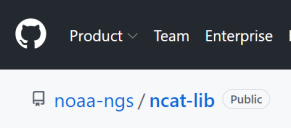 Product Team Enterprise
noaa-ngs / ncat-lib Public